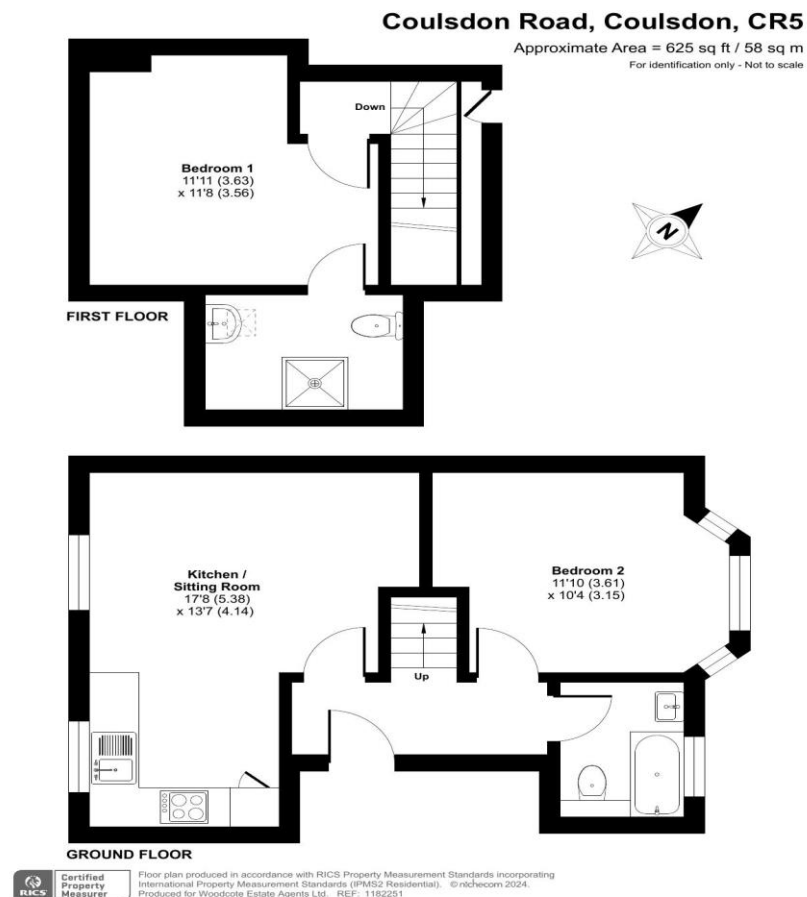 Coulsdon Road, Coulsdon, CR5
Approximate Area = 625 sq ft / 58 sq m
For identification only - Not to scale
Down
Bedroom 1
11'11 (3.63)
x 11'8 (3.56)
N
FIRST FLOOR
Kitchen /
Sitting Room
17'8 (5.38)
x 13'7 (4.14)
Bedroom 2
11'10 (3.61)
x 10'4 (3.15)
Up
GROUND FLOOR
RICS
Certified
Property
Measurer
Floor plan produced in accordance with RICS Property Measurement Standards incorporating
International Property Measurement Standards (IPMS2 Residential). © nichecom 2024.
Produced for Woodcote Estate Agents Ltd. REF: 1182251